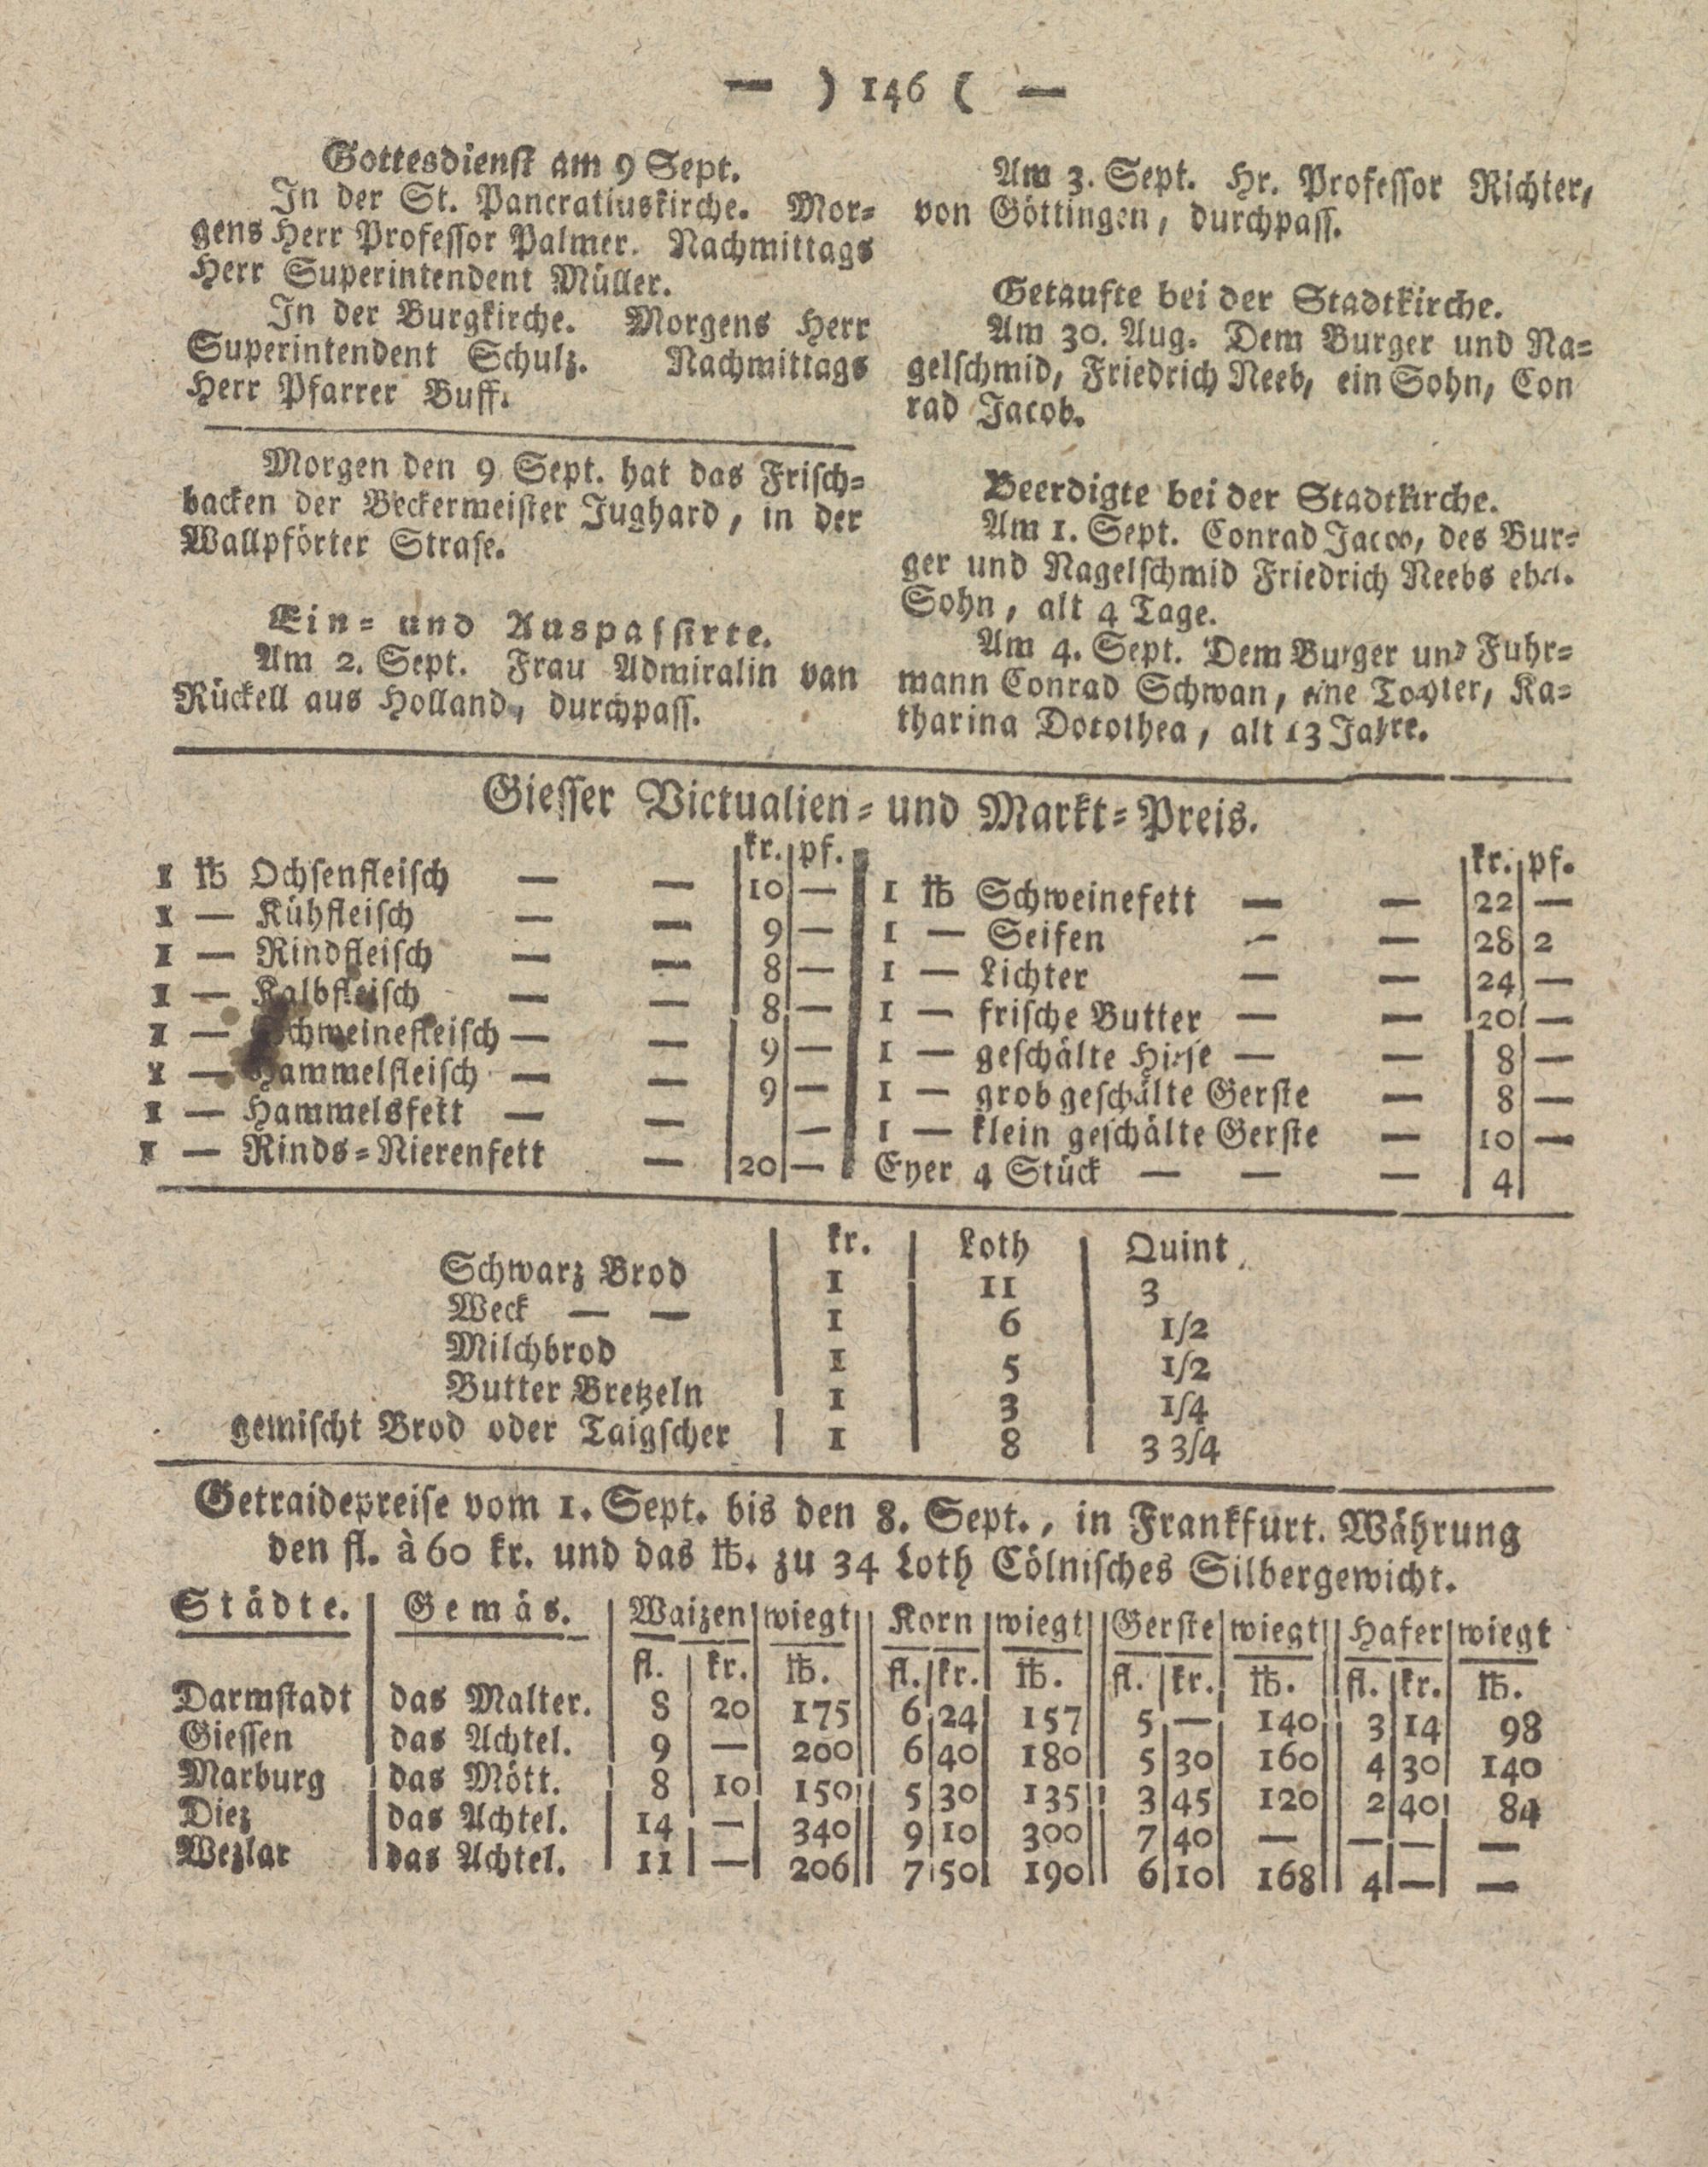 — ) 146 ( —
Gottesdienst am 9 Sept.
In der St. Pancratiuskirche. Mor=
gens Herr Professor Palmer. Nachmittags
Herr Superintendent Müller.
In der Burgkirche. Morgens Herr
Superintendent Schulz. Nachmittags
Herr Pfarrer Buff.
Morgen den 9 Sept. hat das Frisch=
backen der Beckermeister Jughard, in der
Wallpförter Strase.
Ein= und Auspassirte.
Am 2. Sept. Frau Admiralin van
Rückell aus Holland, durchpass.
Am 3. Sept. Hr. Professor Richter,
von Göttingen, durchpass.
Getaufte bei der Stadtkirche.
Am 30. Aug. Dem Burger und Na=
gelschmid, Friedrich Neeb, ein Sohn, Con
rad Jacob.
Beerdigte bei der Stadtkirche.
Am 1. Sept. Conrad Jacob, des Bur=
ger und Nagelschmid Friedrich Neebs ehel.
Sohn, alt 4 Tage.
Am 4. Sept. Dem Burger und Fuhr=
mann Conrad Schwan, eine Tochter, Ka=
tharina Dorothea, alt 13 Jahre.
Giesser Victualien= und Markt=Preis.
kr. pf.
1 ℔ Ochsenfleisch — — 10 —
1 — Kühfleisch — — 9 —
1 — Rindfleisch — — 8 —
1 — Kalbfleisch — — 8 —
1 — Schweinefleisch — — 9 —
1 — Hammelfleisch — — 9 —
1 — Hammelsfett — — —
1 — Rinds=Nierenfett — 20 —
kr. pf.
1 ℔ Schweinefett — — 22 —
1 — Seifen — — 28 2
1 — Lichter — — 24 —
1 — frische Butter — — 20 —
1 — geschälte Hirse — — 8 —
1 — grob geschälte Gerste — 8 —
1 — klein geschälte Gerste — 10 —
Eyer 4 Stück — — — 4
kr. Loth Quint
Schwarz Brod 1 11 3
Weck — — 1 6 1/2
Milchbrod 1 5 1/2
Butter Bretzeln 1 3 1/4
gemischt Brod oder Taigscher 1 8 3 3/4
Getraidepreise vom 1. Sept. bis den 8. Sept., in Frankfurt. Währung
den fl. à 60 kr. und das ℔. zu 34 Loth Cölnisches Silbergewicht.
Städte. Gemäs. Waizen wiegt Korn wiegt Gerste wiegt Hafer wiegt
fl. kr. ℔. fl. kr. ℔. fl. kr. ℔. fl. kr. ℔.
Darmstadt das Malter. 8 20 175 6 24 157 5 — 140 3 14 98
Giessen das Achtel. 9 — 200 6 40 180 5 30 160 4 30 140
Marburg das Mött. 8 10 150 5 30 135 3 45 120 2 40 84
Diez das Achtel. 14 — 340 9 10 300 7 40 — — — —
Wezlar das Achtel. 11 — 206 7 50 190 6 10 168 4 — —